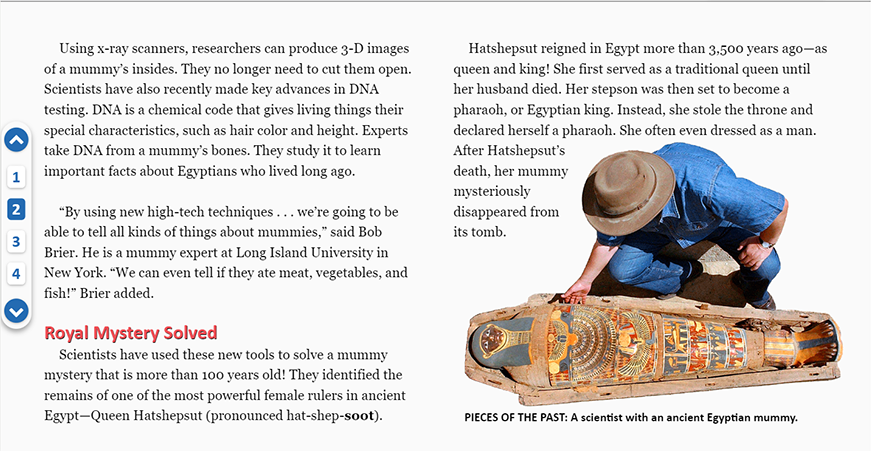 Using x-ray scanners, researchers can produce 3-D images
of a mummy’s insides. They no longer need to cut them open.
Scientists have also recently made key advances in DNA
testing. DNA is a chemical code that gives living things their
special characteristics, such as hair color and height. Experts
take DNA from a mummy’s bones. They study it to learn
important facts about Egyptians who lived long ago.
“By using new high-tech techniques . . . we’re going to be
able to tell all kinds of things about mummies,” said Bob
Brier. He is a mummy expert at Long Island University in
New York. “We can even tell if they ate meat, vegetables, and
fish!” Brier added.
Royal Mystery Solved
Scientists have used these new tools to solve a mummy
mystery that is more than 100 years old! They identified the
remains of one of the most powerful female rulers in ancient
Egypt—Queen Hatshepsut (pronounced hat-shep-soot).
Hatshepsut reigned in Egypt more than 3,500 years ago—as
queen and king! She first served as a traditional queen until
her husband died. Her stepson was then set to become a
pharaoh, or Egyptian king. Instead, she stole the throne and
declared herself a pharaoh. She often even dressed as a man.
After Hatshepsut’s
death, her mummy
mysteriously
disappeared from
its tomb.
PIECES OF THE PAST: A scientist with an ancient Egyptian mummy.
1
2
3
4